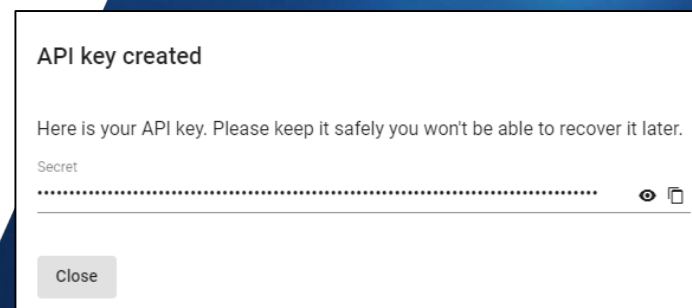 API key created
Here is your API key. Please keep it safely you won't be able to recover it later.
Secret
Close